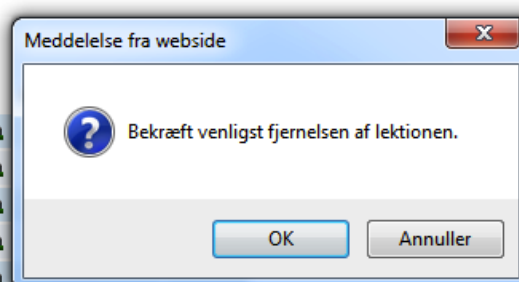 Meddelelse fra webside
Bekræft venligst fjernelsen af lektionen.
OK
Annuller